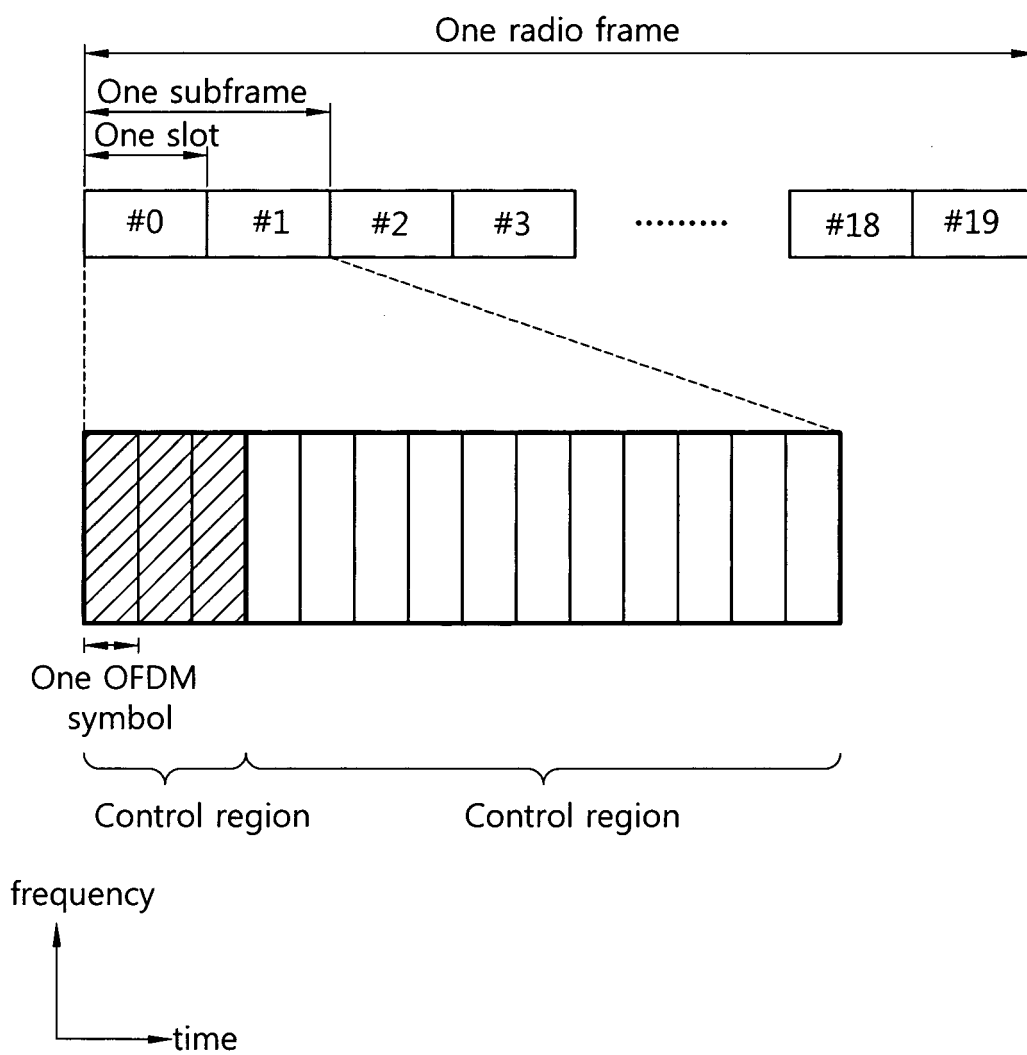 One radio frame
One subframe
One slot
#0 #1 #2 #3 ········· #18 #19
One OFDM
symbol
Control region Control region
frequency
time